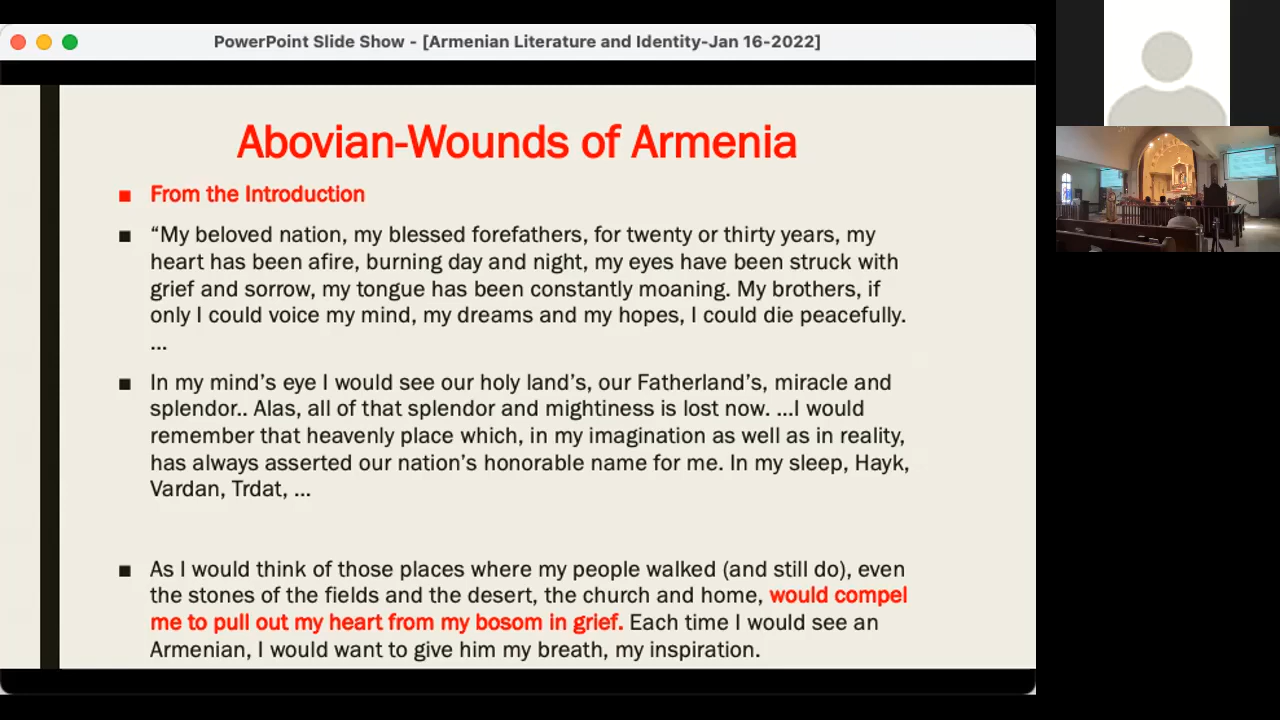 PowerPoint Slide Show - [Armenian Literature and Identity-Jan 16-2022]
Abovian-Wounds of Armenia
From the Introduction
“My beloved nation, my blessed forefathers, for twenty or thirty years, my
heart has been afire, burning day and night, my eyes have been struck with
grief and sorrow, my tongue has been constantly moaning. My brothers, if
only I could voice my mind, my dreams and my hopes, I could die peacefully.
...
In my mind’s eye I would see our holy land’s, our Fatherland’s, miracle and
splendor.. Alas, all of that splendor and mightiness is lost now. ...I would
remember that heavenly place which, in my imagination as well as in reality,
has always asserted our nation’s honorable name for me. In my sleep, Hayk,
Vardan, Trdat, ...
As I would think of those places where my people walked (and still do), even
the stones of the fields and the desert, the church and home, would compel
me to pull out my heart from my bosom in grief. Each time I would see an
Armenian, I would want to give him my breath, my inspiration.